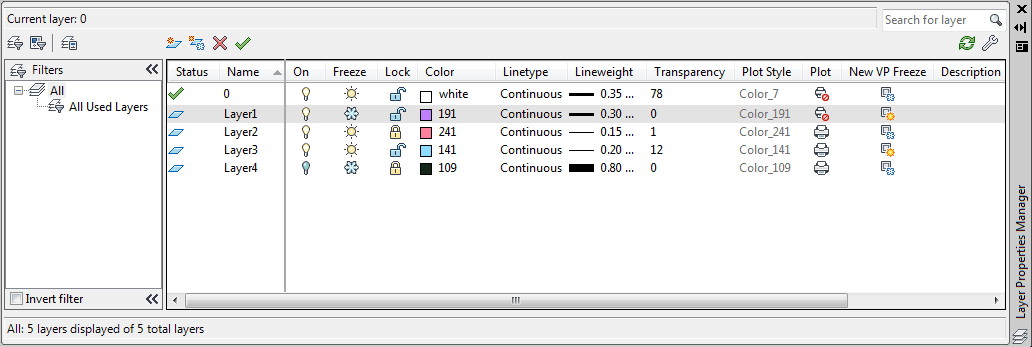 Current layer: 0
Search for layer
Filters
All
All Used Layers
Invert filter
Status Name On Freeze Lock Color Linetype Lineweight Transparency Plot Style Plot New VP Freeze Description
0 white Continuous 0.35 ... 78 Color_7
Layer1 191 Continuous 0.30 ... 0 Color_191
Layer2 241 Continuous 0.15 ... 1 Color_241
Layer3 141 Continuous 0.20 ... 12 Color_141
Layer4 109 Continuous 0.80 ... 0 Color_109
All: 5 layers displayed of 5 total layers
Layer Properties Manager